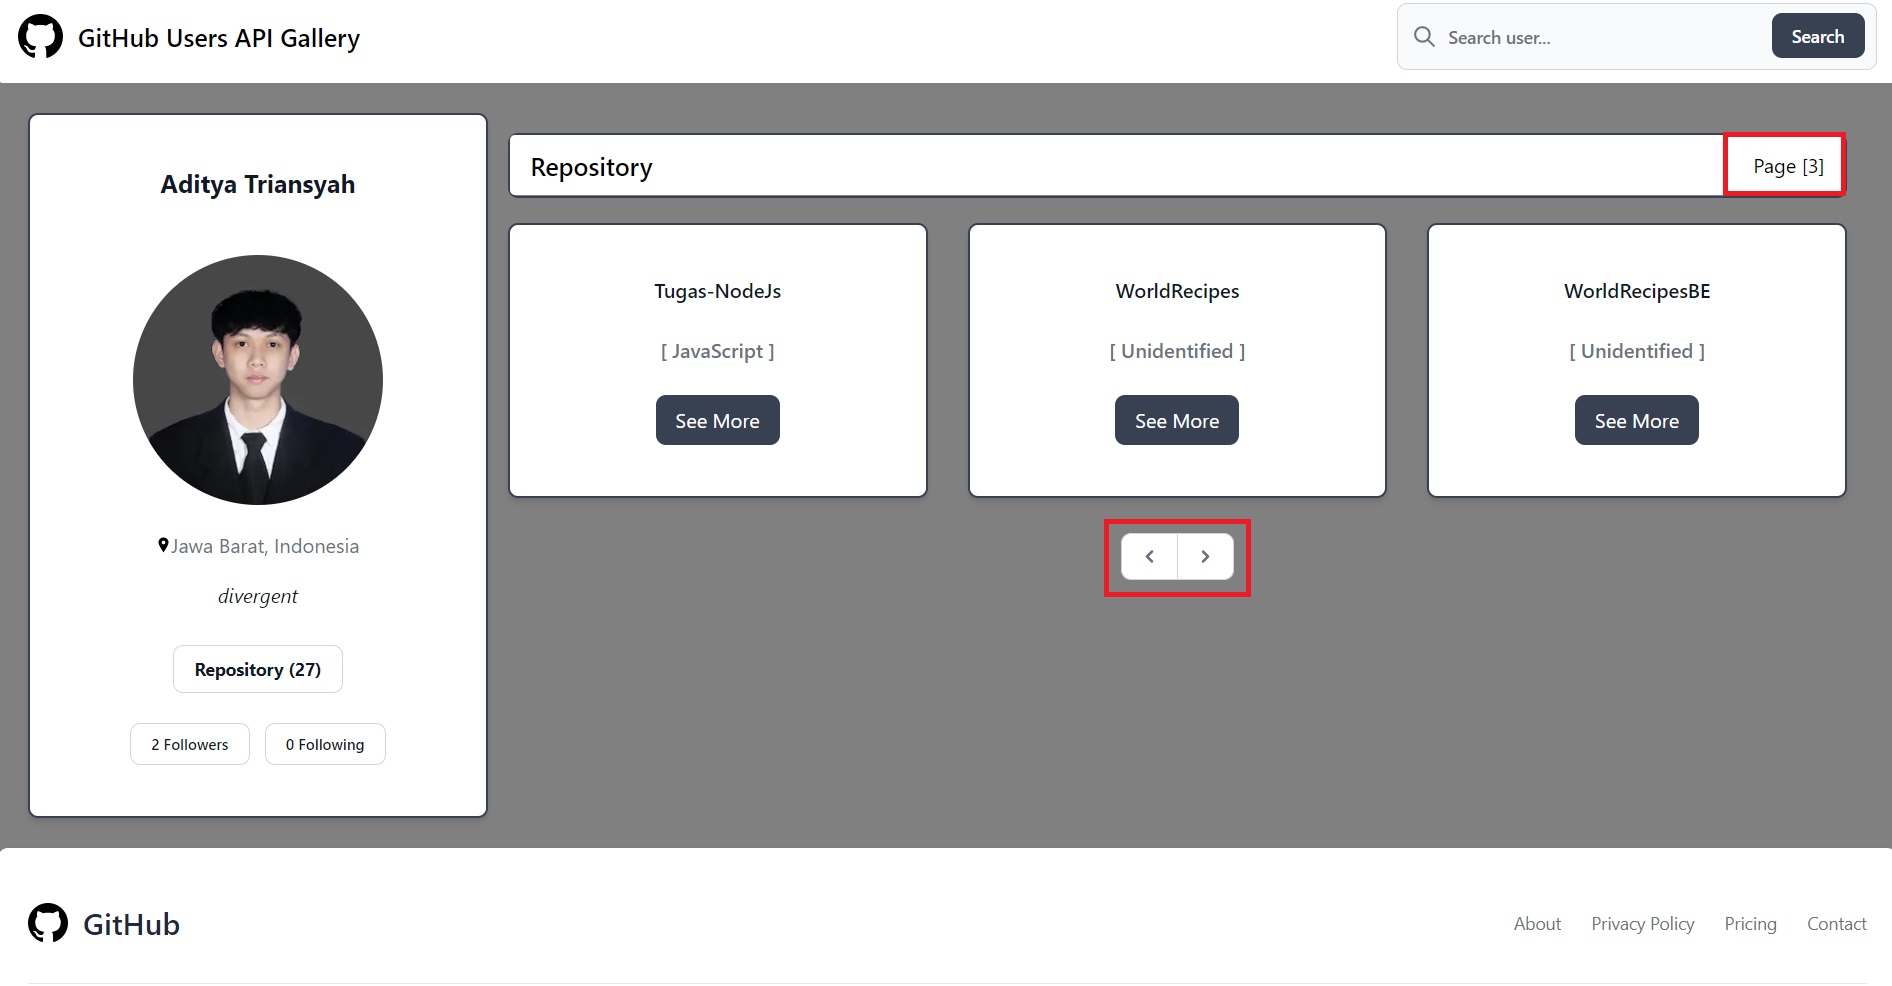 GitHub Users API Gallery
Search user...
Search
Aditya Triansyah
Jawa Barat, Indonesia
divergent
Repository (27)
2 Followers
0 Following
Repository
Page [3]
Tugas-NodeJs
[ JavaScript ]
See More
WorldRecipes
[ Unidentified ]
See More
WorldRecipesBE
[ Unidentified ]
See More
GitHub
About
Privacy Policy
Pricing
Contact